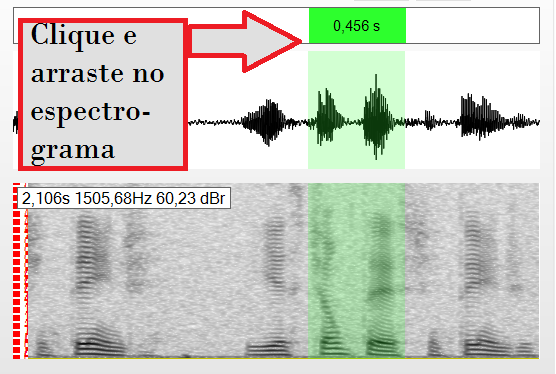 0,456 s
Clique e
arraste no
espectro-
grama
2,106s 1505,68Hz 60,23 dBr